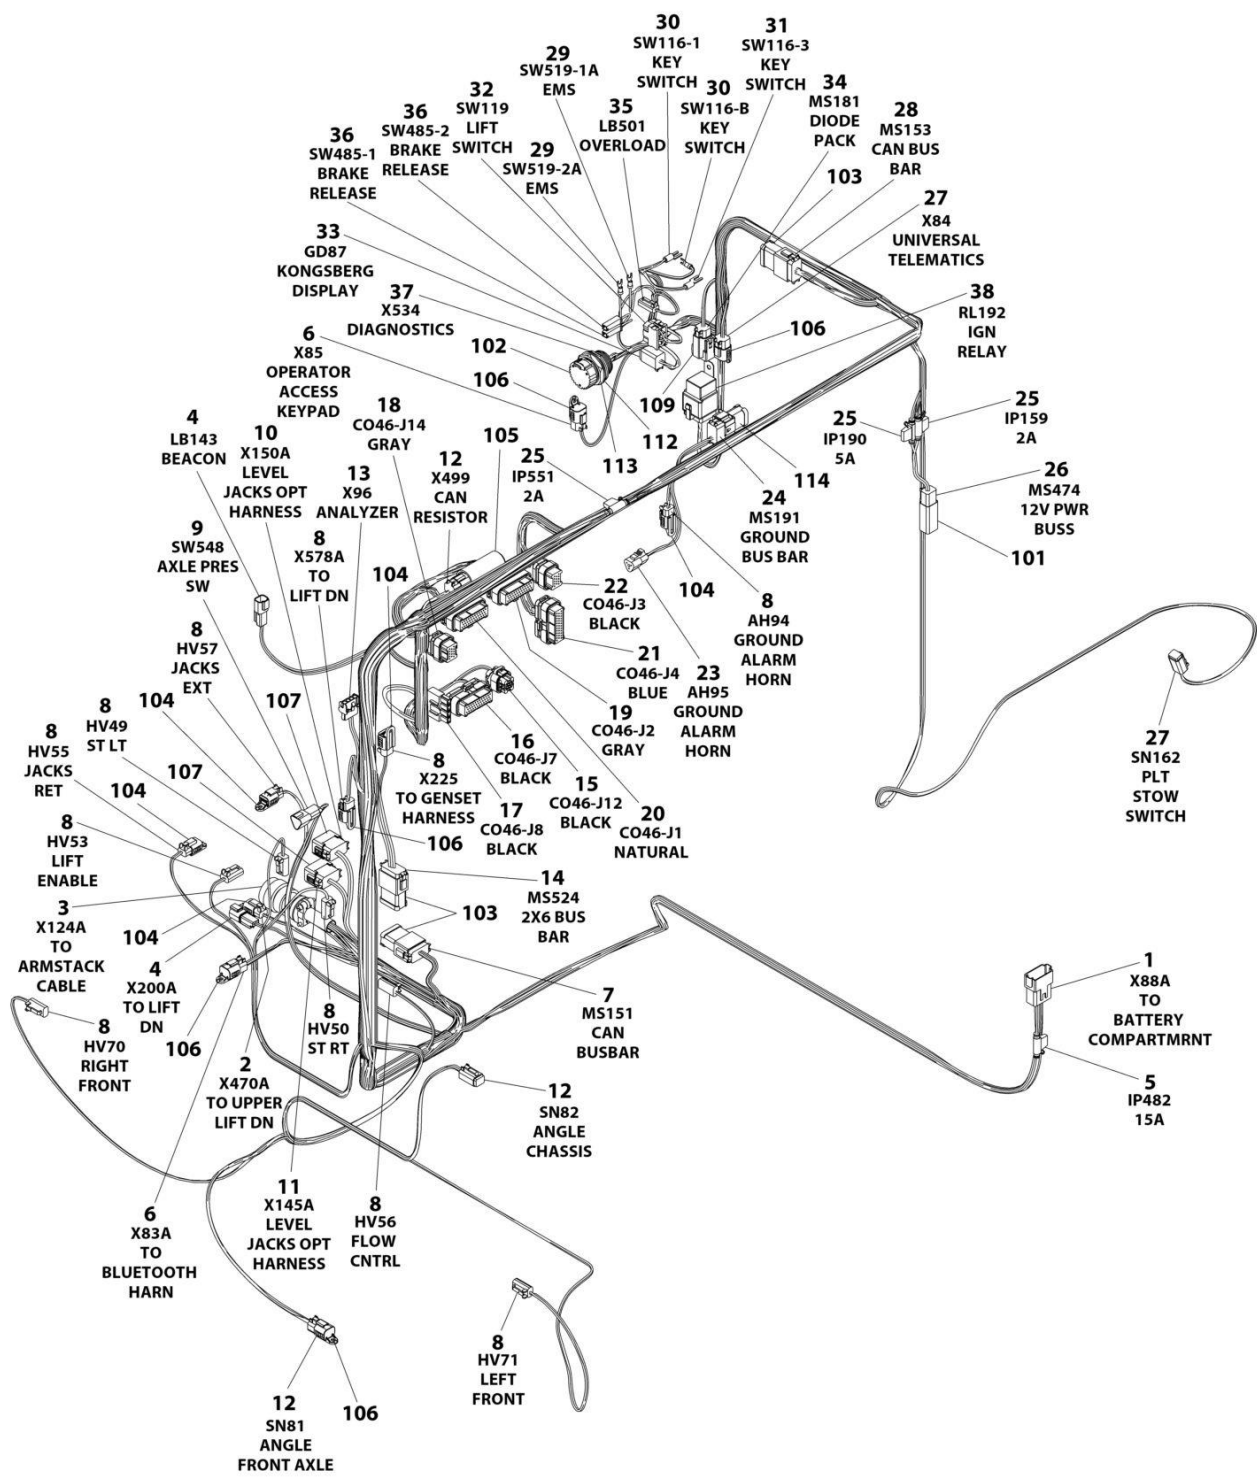 30
SW116-1
KEY
SWITCH
31
SW116-3
KEY
SWITCH
29
SW519-1A
EMS
32
SW119
LIFT
SWITCH
35
LB501
OVERLOAD
30
SW116-B
KEY
SWITCH
34
MS181
DIODE
PACK
28
MS153
CAN BUS
BAR
36
SW485-2
BRAKE
RELEASE
36
SW485-1
BRAKE
RELEASE
29
SW519-2A
EMS
103
27
X84
UNIVERSAL
TELEMATICS
33
GD87
KONGSBERG
DISPLAY
37
X534
DIAGNOSTICS
38
RL192
IGN
RELAY
106
6
X85
OPERATOR
ACCESS
KEYPAD
102
106
109
112
113
114
25
IP190
5A
25
IP159
2A
4
LB143
BEACON
10
X150A
LEVEL
JACKS OPT
HARNESS
18
CO46-J14
GRAY
105
25
IP551
2A
12
X499
CAN
RESISTOR
13
X96
ANALYZER
26
MS474
12V PWR
BUSS
101
24
MS191
GROUND
BUS BAR
9
SW548
AXLE PRES
SW
8
X578A
TO
LIFT DN
104
104
22
CO46-J3
BLACK
8
AH94
GROUND
ALARM
HORN
8
HV57
JACKS
EXT
21
CO46-J4
BLUE
23
AH95
GROUND
ALARM
HORN
104
107
8
HV49
ST LT
8
HV55
JACKS
RET
107
104
19
CO46-J2
GRAY
16
CO46-J7
BLACK
8
X225
TO GENSET
HARNESS
15
CO46-J12
BLACK
17
CO46-J8
BLACK
20
CO46-J1
NATURAL
27
SN162
PLT
STOW
SWITCH
106
8
HV53
LIFT
ENABLE
14
MS524
2X6 BUS
BAR
103
3
X124A
TO
ARMSTACK
CABLE
104
4
X200A
TO LIFT
DN
106
1
X88A
TO
BATTERY
COMPARTMRNT
7
MS151
CAN
BUSBAR
8
HV50
ST RT
8
HV70
RIGHT
FRONT
2
X470A
TO UPPER
LIFT DN
5
IP482
15A
12
SN82
ANGLE
CHASSIS
11
X145A
LEVEL
JACKS OPT
HARNESS
8
HV56
FLOW
CNTRL
6
X83A
TO
BLUETOOTH
HARN
8
HV71
LEFT
FRONT
12
SN81
ANGLE
FRONT AXLE
106